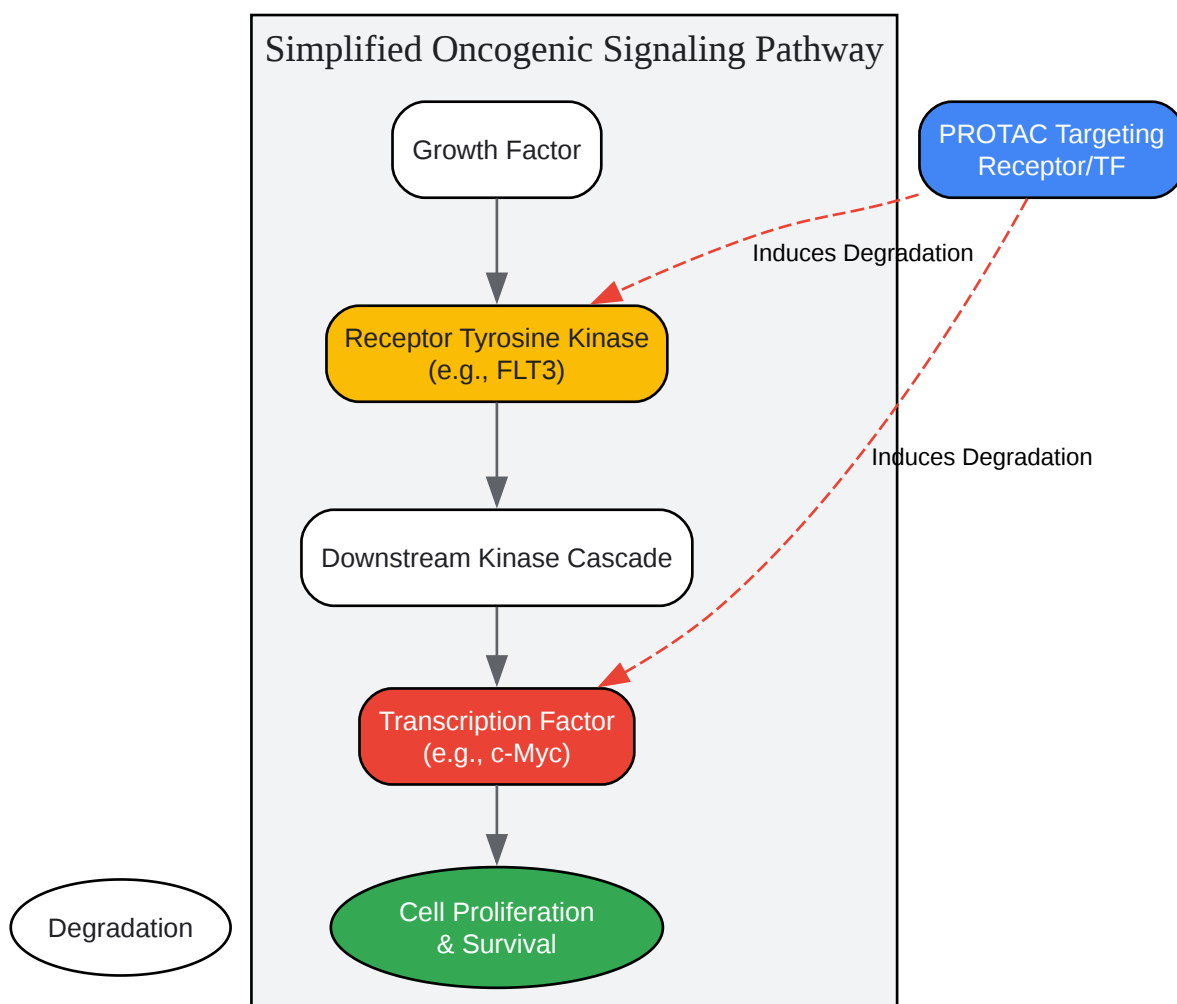 Simplified Oncogenic Signaling Pathway
Growth Factor
PROTAC Targeting
Receptor/TF
Induces Degradation
Receptor Tyrosine Kinase
(e.g., FLT3)
Induces Degradation
Downstream Kinase Cascade
Transcription Factor
(e.g., c-Myc)
Cell Proliferation
& Survival
Degradation